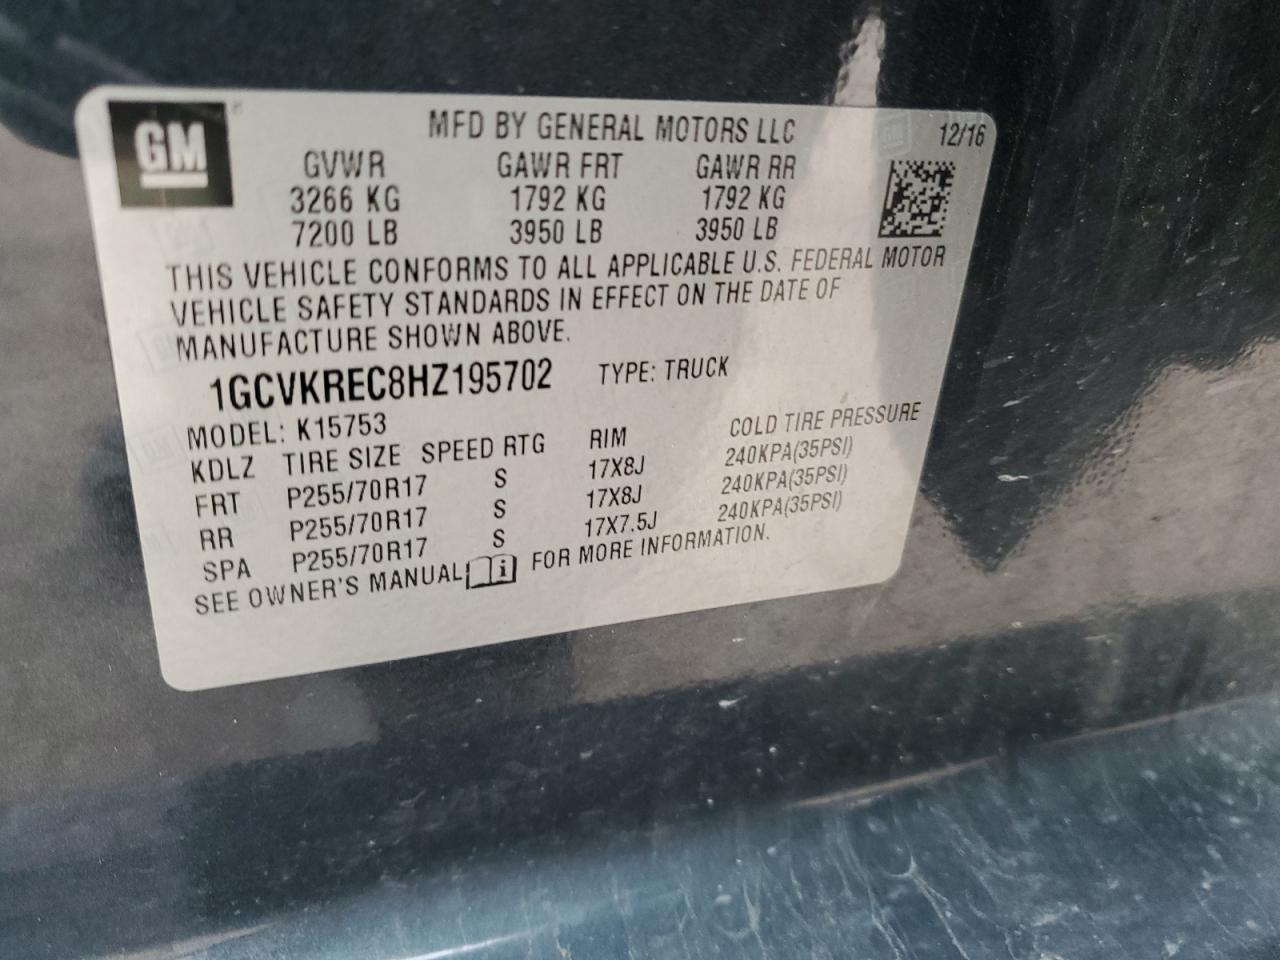 GM
MFD BY GENERAL MOTORS LLC 12/16
GVWR GAWR FRT GAWR RR
3266 KG 1792 KG 1792 KG
7200 LB 3950 LB 3950 LB
THIS VEHICLE CONFORMS TO ALL APPLICABLE U.S. FEDERAL MOTOR
VEHICLE SAFETY STANDARDS IN EFFECT ON THE DATE OF
MANUFACTURE SHOWN ABOVE.
1GCVKREC8HZ195702 TYPE: TRUCK
MODEL: K15753
KDLZ TIRE SIZE SPEED RTG RIM COLD TIRE PRESSURE
FRT P255/70R17 S 17X8J 240KPA(35PSI)
RR P255/70R17 S 17X8J 240KPA(35PSI)
SPA P255/70R17 S 17X7.5J 240KPA(35PSI)
SEE OWNER'S MANUAL i FOR MORE INFORMATION.